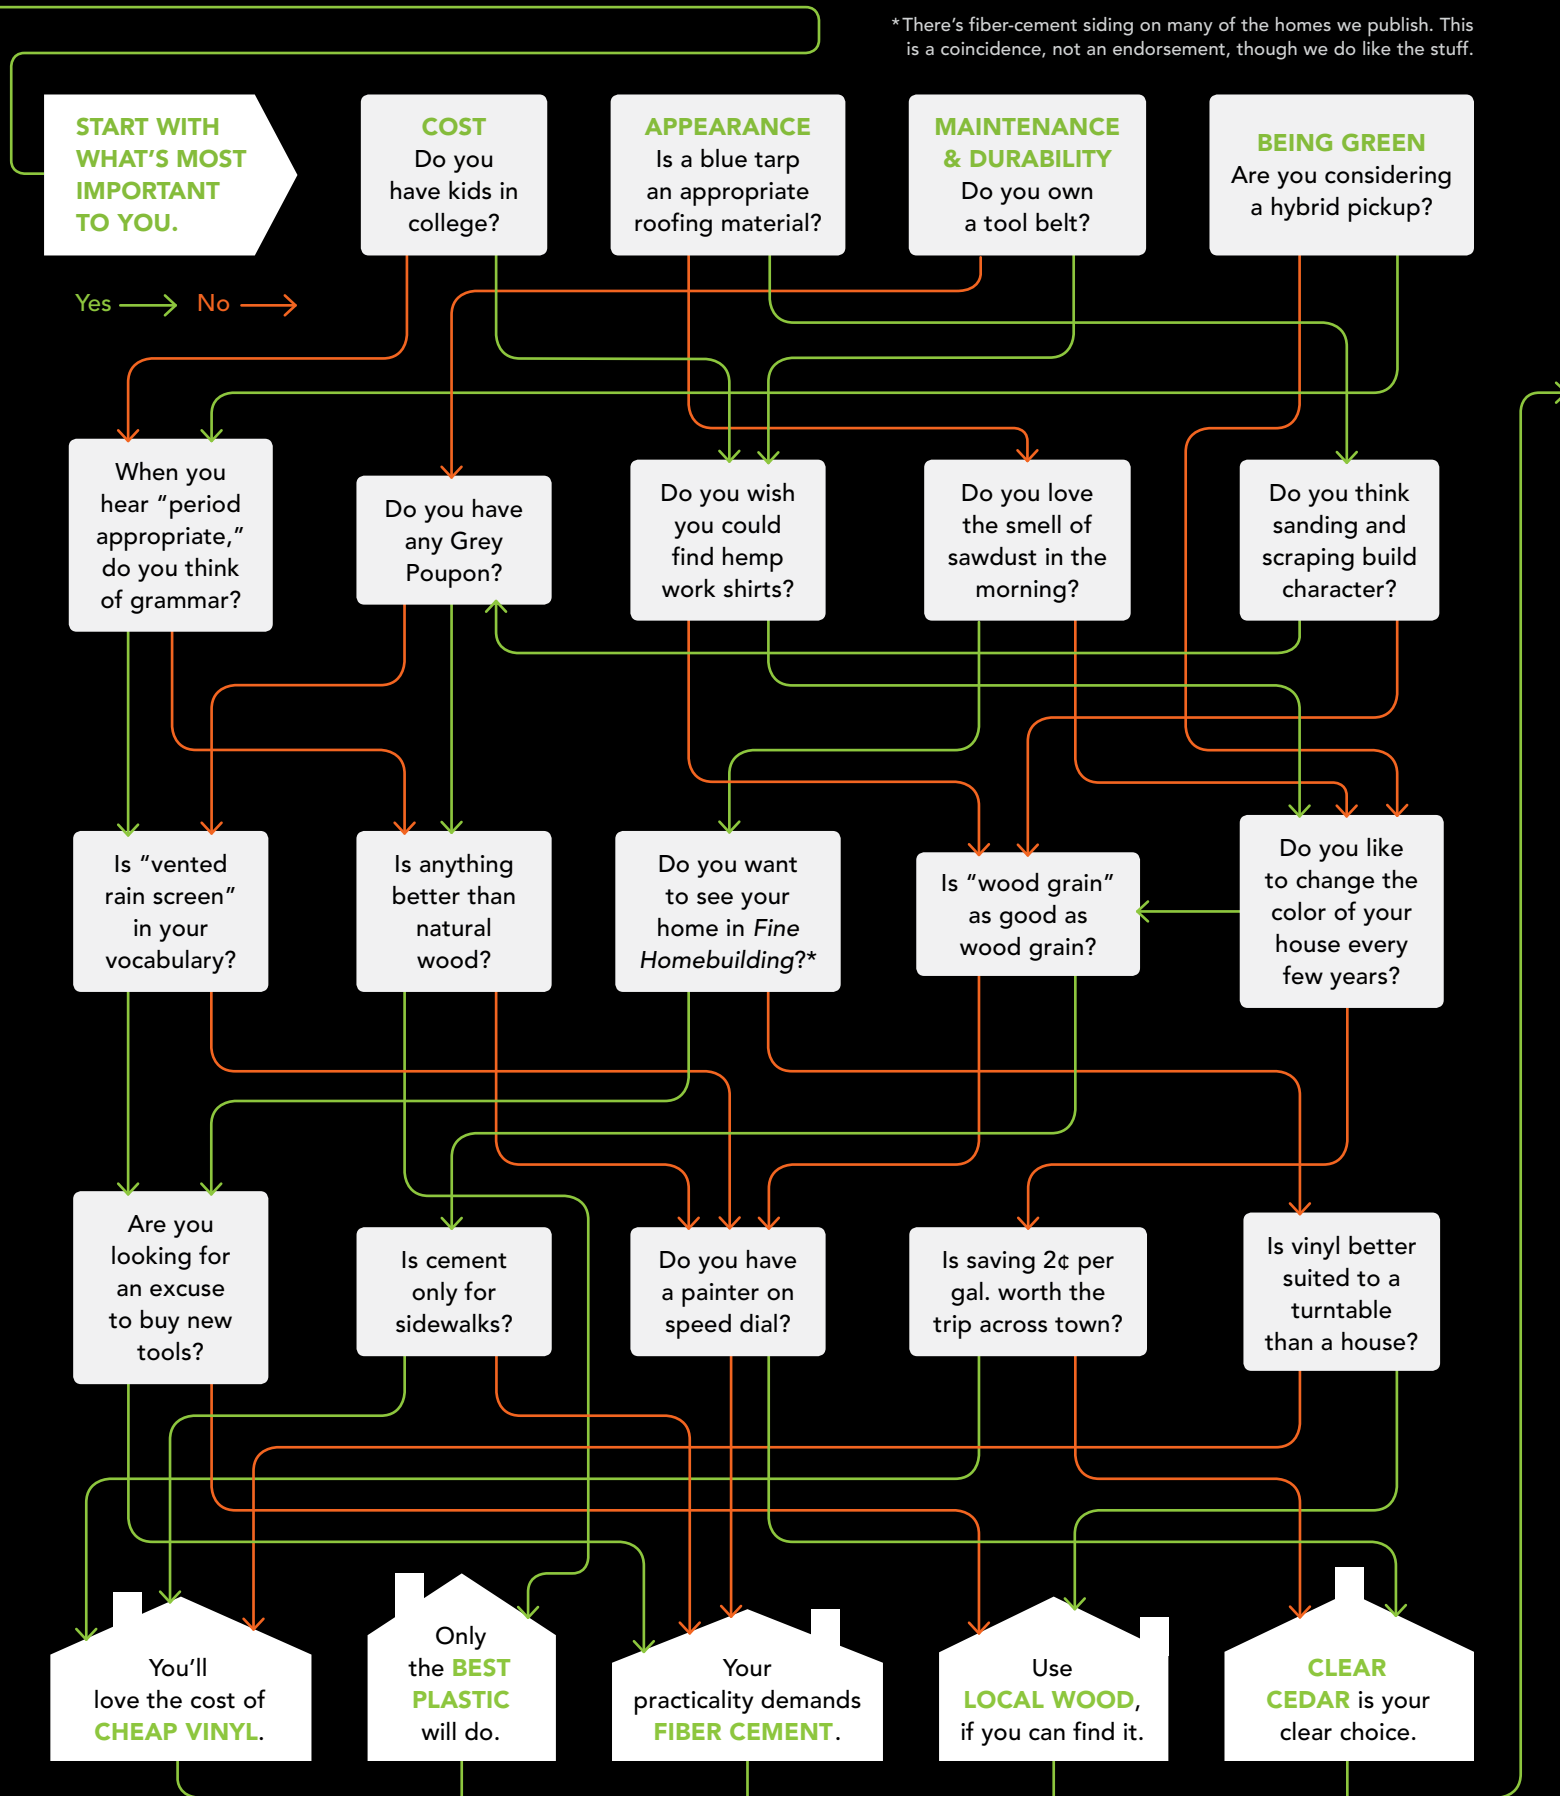 *There’s fiber-cement siding on many of the homes we publish. This
is a coincidence, not an endorsement, though we do like the stuff.
START WITH
WHAT’S MOST
IMPORTANT
TO YOU.
COST
Do you
have kids in
college?
APPEARANCE
Is a blue tarp
an appropriate
roofing material?
MAINTENANCE
& DURABILITY
Do you own
a tool belt?
BEING GREEN
Are you considering
a hybrid pickup?
Yes
No
When you
hear “period
appropriate,”
do you think
of grammar?
Do you have
any Grey
Poupon?
Do you wish
you could
find hemp
work shirts?
Do you love
the smell of
sawdust in the
morning?
Do you think
sanding and
scraping build
character?
Is “vented
rain screen”
in your
vocabulary?
Is anything
better than
natural
wood?
Do you want
to see your
home in Fine
Homebuilding?*
Is “wood grain”
as good as
wood grain?
Do you like
to change the
color of your
house every
few years?
Are you
looking for
an excuse
to buy new
tools?
Is cement
only for
sidewalks?
Do you have
a painter on
speed dial?
Is saving 2¢ per
gal. worth the
trip across town?
Is vinyl better
suited to a
turntable
than a house?
You’ll
love the cost of
CHEAP VINYL.
Only
the BEST
PLASTIC
will do.
Your
practicality demands
FIBER CEMENT.
Use
LOCAL WOOD,
if you can find it.
CLEAR
CEDAR is your
clear choice.